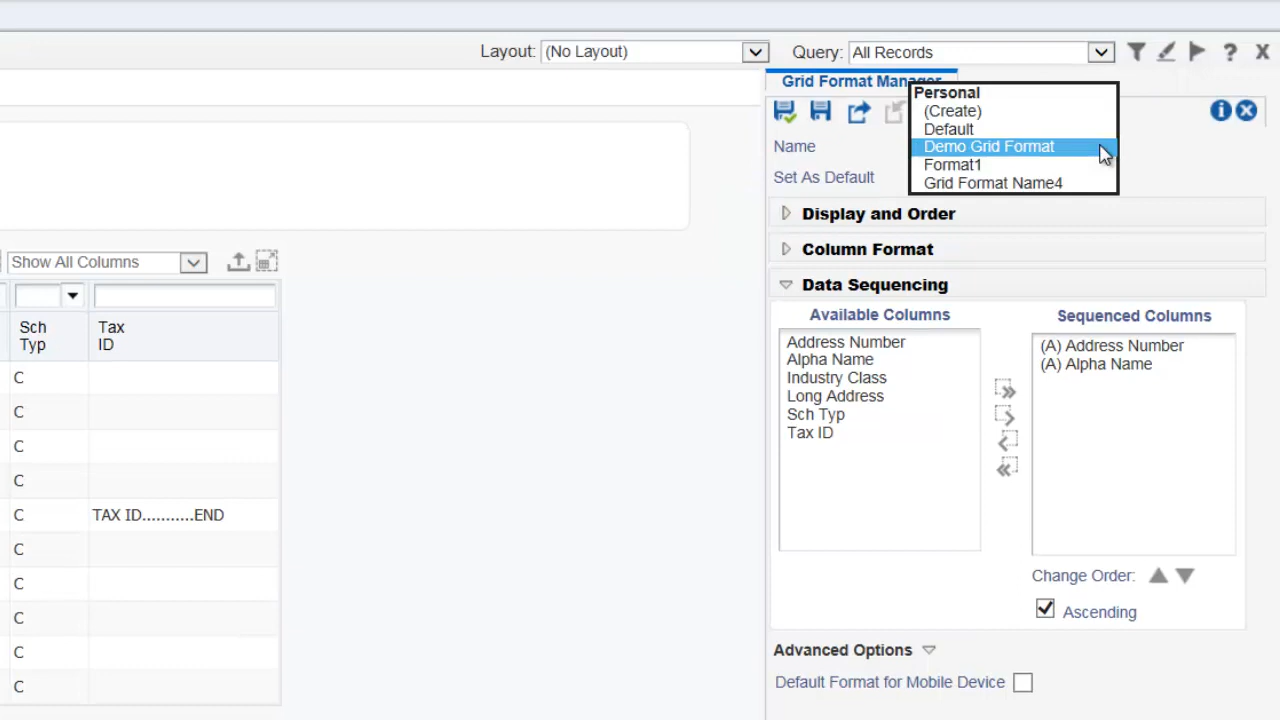 Layout: (No Layout) Query: All Records
Grid Format Manager
Personal
(Create)
Default
Demo Grid Format
Format1
Grid Format Name4
Name
Set As Default
Display and Order
Column Format
Data Sequencing
Available Columns
Address Number
Alpha Name
Industry Class
Long Address
Sch Typ
Tax ID
Sequenced Columns
(A) Address Number
(A) Alpha Name
Change Order:
Ascending
Advanced Options
Default Format for Mobile Device
Show All Columns
Sch
Typ
Tax
ID
C
C
C
C
C TAX ID...........END
C
C
C
C
C